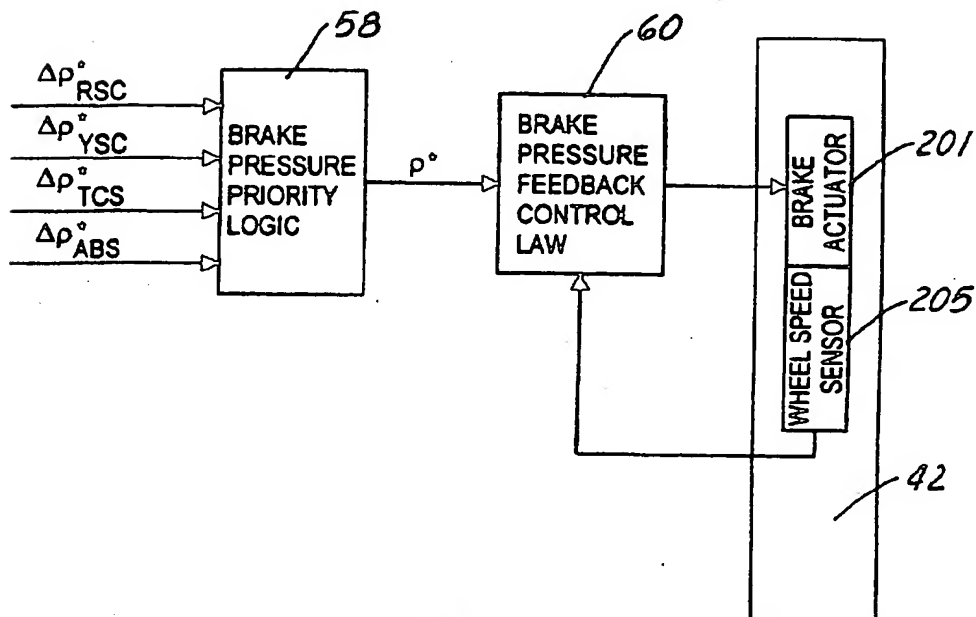 58
60
Δρ*RSC
Δρ*YSC
Δρ*TCS
Δρ*ABS
BRAKE
PRESSURE
PRIORITY
LOGIC
ρ*
BRAKE
PRESSURE
FEEDBACK
CONTROL
LAW
BRAKE
ACTUATOR
201
WHEEL SPEED
SENSOR
205
42